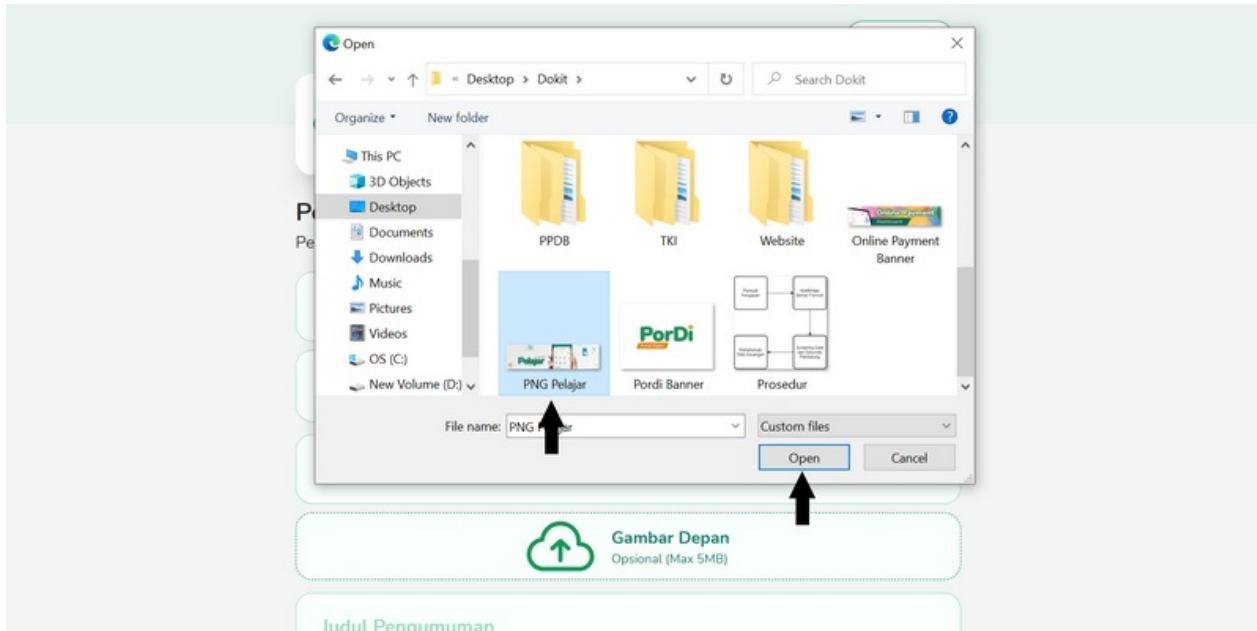 Open
Desktop > Dokit >
Search Dokit
Organize
New folder
This PC
3D Objects
Desktop
Documents
Downloads
Music
Pictures
Videos
OS (C:)
New Volume (D:)
PPDB
TKI
Website
Online Payment
Online Payment
Banner
Pelajar
PNG Pelajar
PorDi
Pordi Banner
Prosedur
File name:
PNG
Custom files
Open
Cancel
Gambar Depan
Opsional (Max 5MB)
Judul Pengumuman